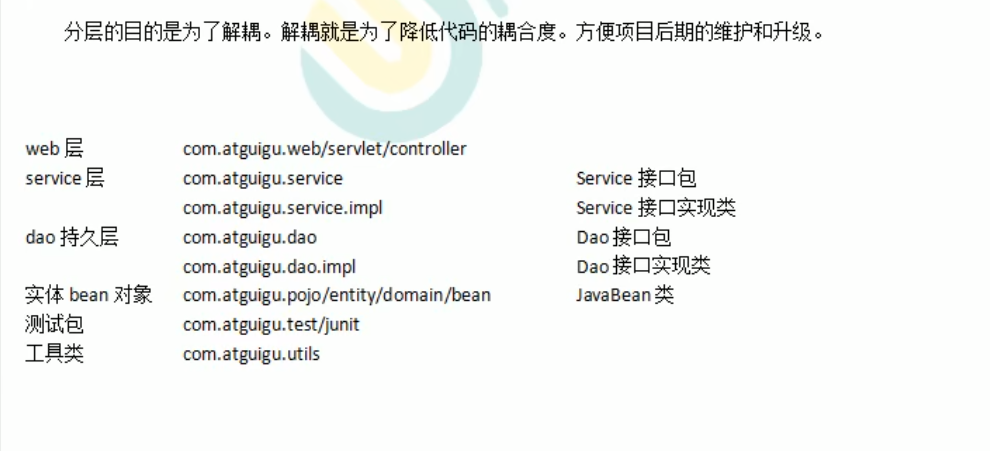 分层的目的是为了解耦。解耦就是为了降低代码的耦合度。方便项目后期的维护和升级。
web 层 com.atguigu.web/servlet/controller
service 层 com.atguigu.service Service 接口包
com.atguigu.service.impl Service 接口实现类
dao 持久层 com.atguigu.dao Dao 接口包
com.atguigu.dao.impl Dao 接口实现类
实体 bean 对象 com.atguigu.pojo/entity/domain/bean JavaBean 类
测试包 com.atguigu.test/junit
工具类 com.atguigu.utils